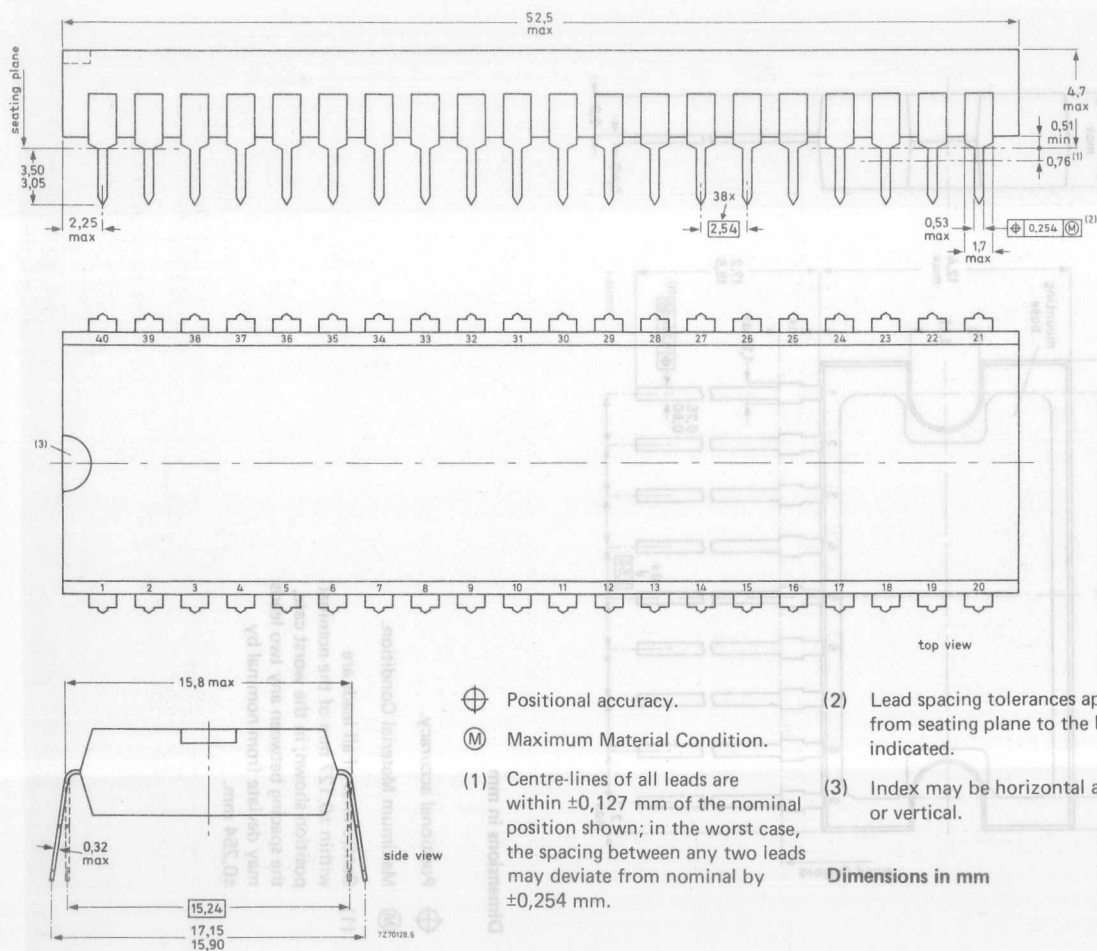 52,5
max
seating plane
4,7
max
0,51
min
0,76(1)
3,50
3,05
2,25
max
38x
2,54
0,53
max
0,254 Ⓜ (2)
1,7
max
40 39 38 37 36 35 34 33 32 31 30 29 28 27 26 25 24 23 22 21
(3)
1 2 3 4 5 6 7 8 9 10 11 12 13 14 15 16 17 18 19 20
top view
15,8 max
0,32
max
side view
15,24
17,15
15,90
7Z70128.5
Positional accuracy.
Ⓜ Maximum Material Condition.
(1) Centre-lines of all leads are
within ±0,127 mm of the nominal
position shown; in the worst case,
the spacing between any two leads
may deviate from nominal by
±0,254 mm.
(2) Lead spacing tolerances
from seating plane to the
indicated.
(3) Index may be horizontal
or vertical.
Dimensions in mm